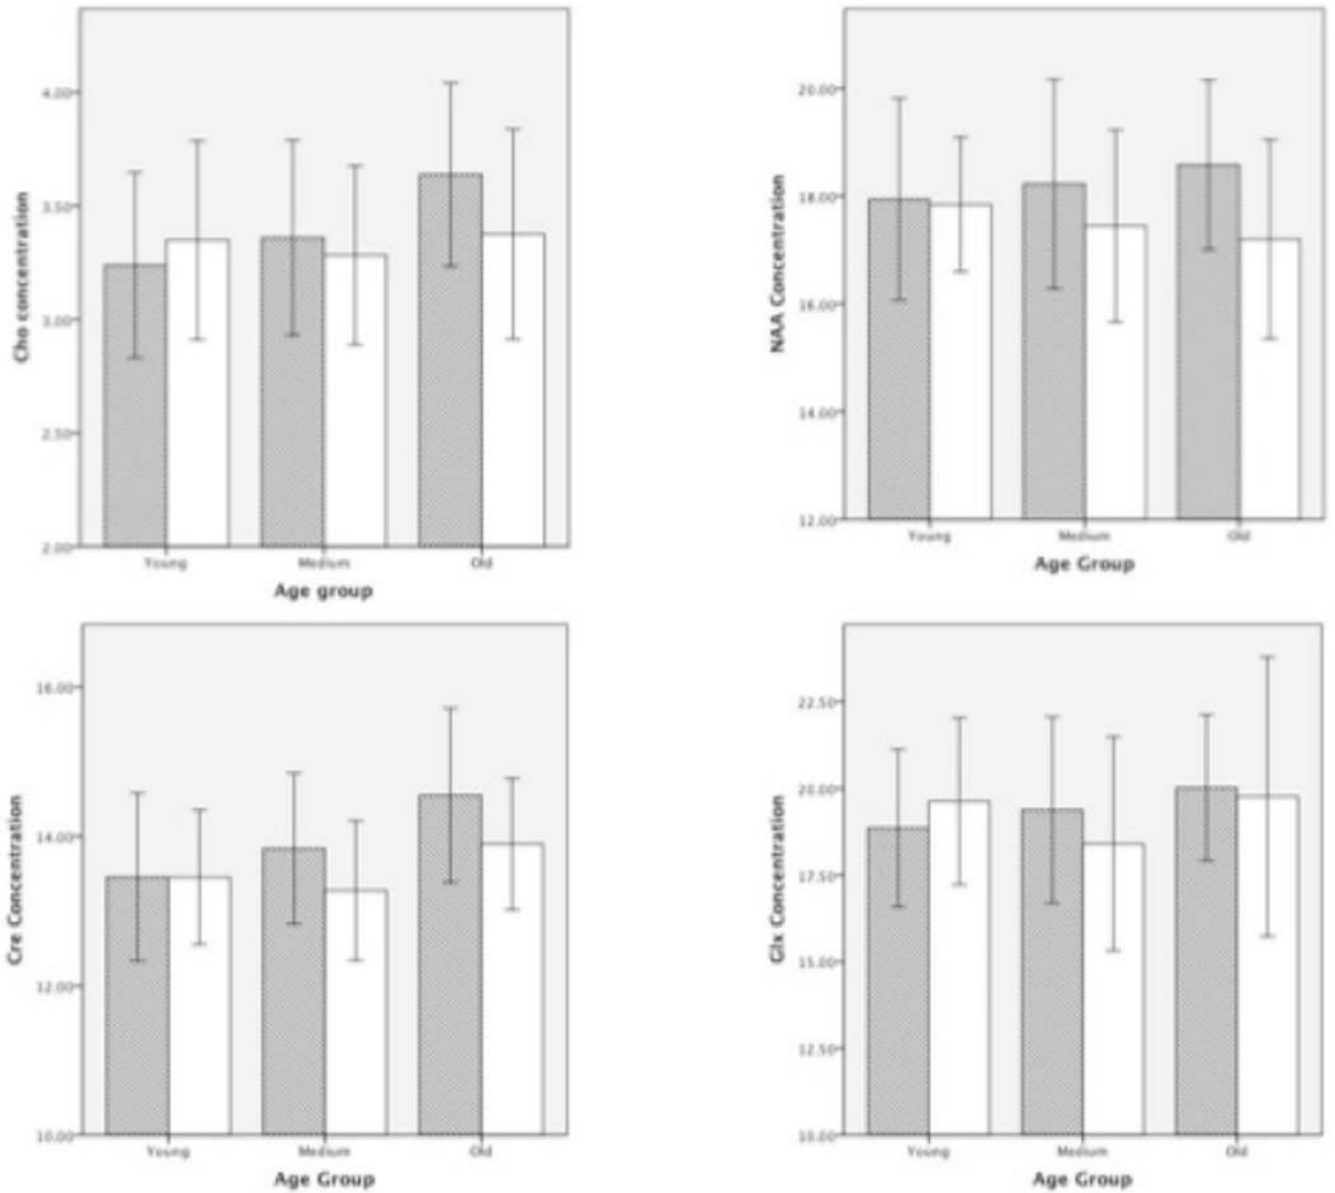 Cho concentration
4.00
3.50
3.00
2.50
2.00
Young Medium Old
Age group
NAA Concentration
20.00
18.00
16.00
14.00
12.00
Young Medium Old
Age Group
Cre Concentration
16.00
14.00
12.00
10.00
Young Medium Old
Age Group
Glx Concentration
22.50
20.00
17.50
15.00
12.50
10.00
Young Medium Old
Age Group